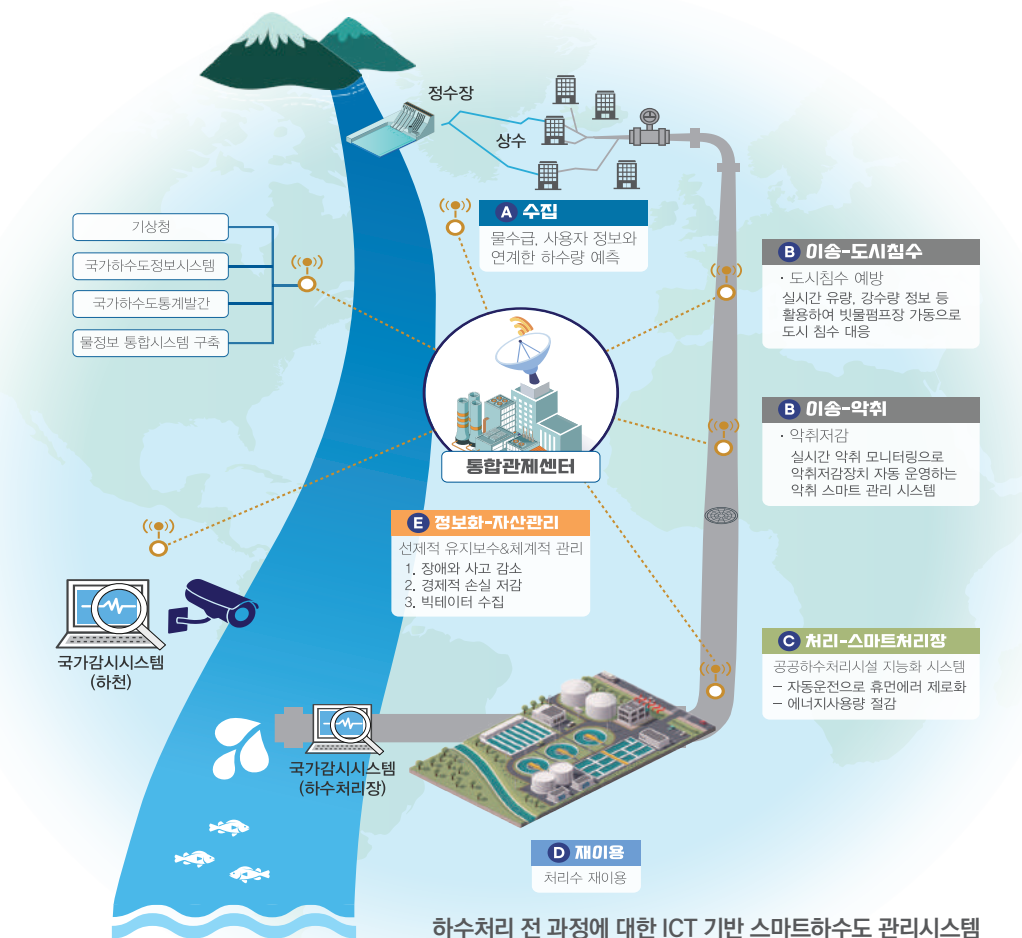 정수장
상수
A 수집
물수급, 사용자 정보와
연계한 하수량 예측
기상청
국가하수도정보시스템
국가하수도통계발간
물정보 통합시스템 구축
B 이송-도시침수
· 도시침수 예방
실시간 유량, 강수량 정보 등
활용하여 빗물펌프장 가동으로
도시 침수 대응
B 이송-악취
· 악취저감
실시간 악취 모니터링으로
악취저감장치 자동 운영하는
악취 스마트 관리 시스템
통합관제센터
E 정보화-자산관리
선제적 유지보수&체계적 관리
1. 장애와 사고 감소
2. 경제적 손실 저감
3. 빅테이터 수집
국가감시시스템
(하천)
C 처리-스마트처리장
공공하수처리시설 지능화 시스템
- 자동운전으로 휴먼에러 제로화
- 에너지사용량 절감
국가감시시스템
(하수처리장)
D 재이용
처리수 재이용
하수처리 전 과정에 대한 ICT 기반 스마트하수도 관리시스템